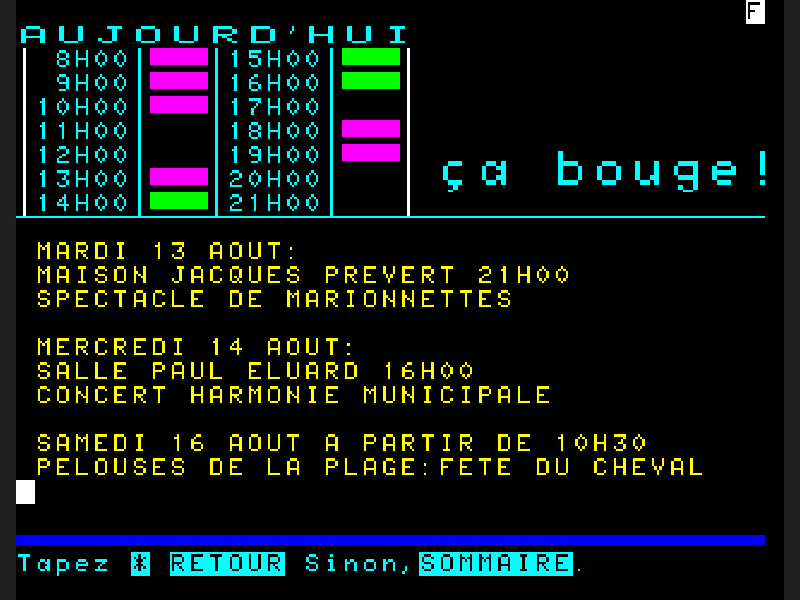 F
AUJOURD'HUI
8H00 15H00
9H00 16H00
10H00 17H00
11H00 18H00
12H00 19H00
13H00 20H00
14H00 21H00
ça bouge!
MARDI 13 AOUT:
MAISON JACQUES PREVERT 21H00
SPECTACLE DE MARIONNETTES
MERCREDI 14 AOUT:
SALLE PAUL ELUARD 16H00
CONCERT HARMONIE MUNICIPALE
SAMEDI 16 AOUT A PARTIR DE 10H30
PELOUSES DE LA PLAGE:FETE DU CHEVAL
Tapez * RETOUR Sinon,SOMMAIRE.